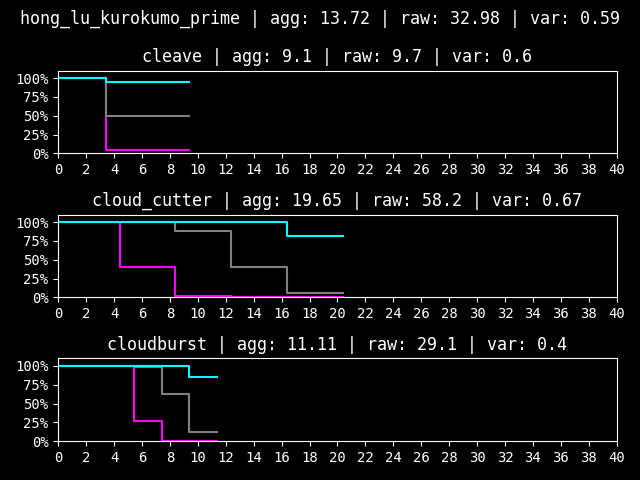 hong_lu_kurokumo_prime | agg: 13.72 | raw: 32.98 | var: 0.59
cleave | agg: 9.1 | raw: 9.7 | var: 0.6
100%
75%
50%
25%
0%
0 2 4 6 8 10 12 14 16 18 20 22 24 26 28 30 32 34 36 38 40
cloud_cutter | agg: 19.65 | raw: 58.2 | var: 0.67
100%
75%
50%
25%
0%
0 2 4 6 8 10 12 14 16 18 20 22 24 26 28 30 32 34 36 38 40
cloudburst | agg: 11.11 | raw: 29.1 | var: 0.4
100%
75%
50%
25%
0%
0 2 4 6 8 10 12 14 16 18 20 22 24 26 28 30 32 34 36 38 40